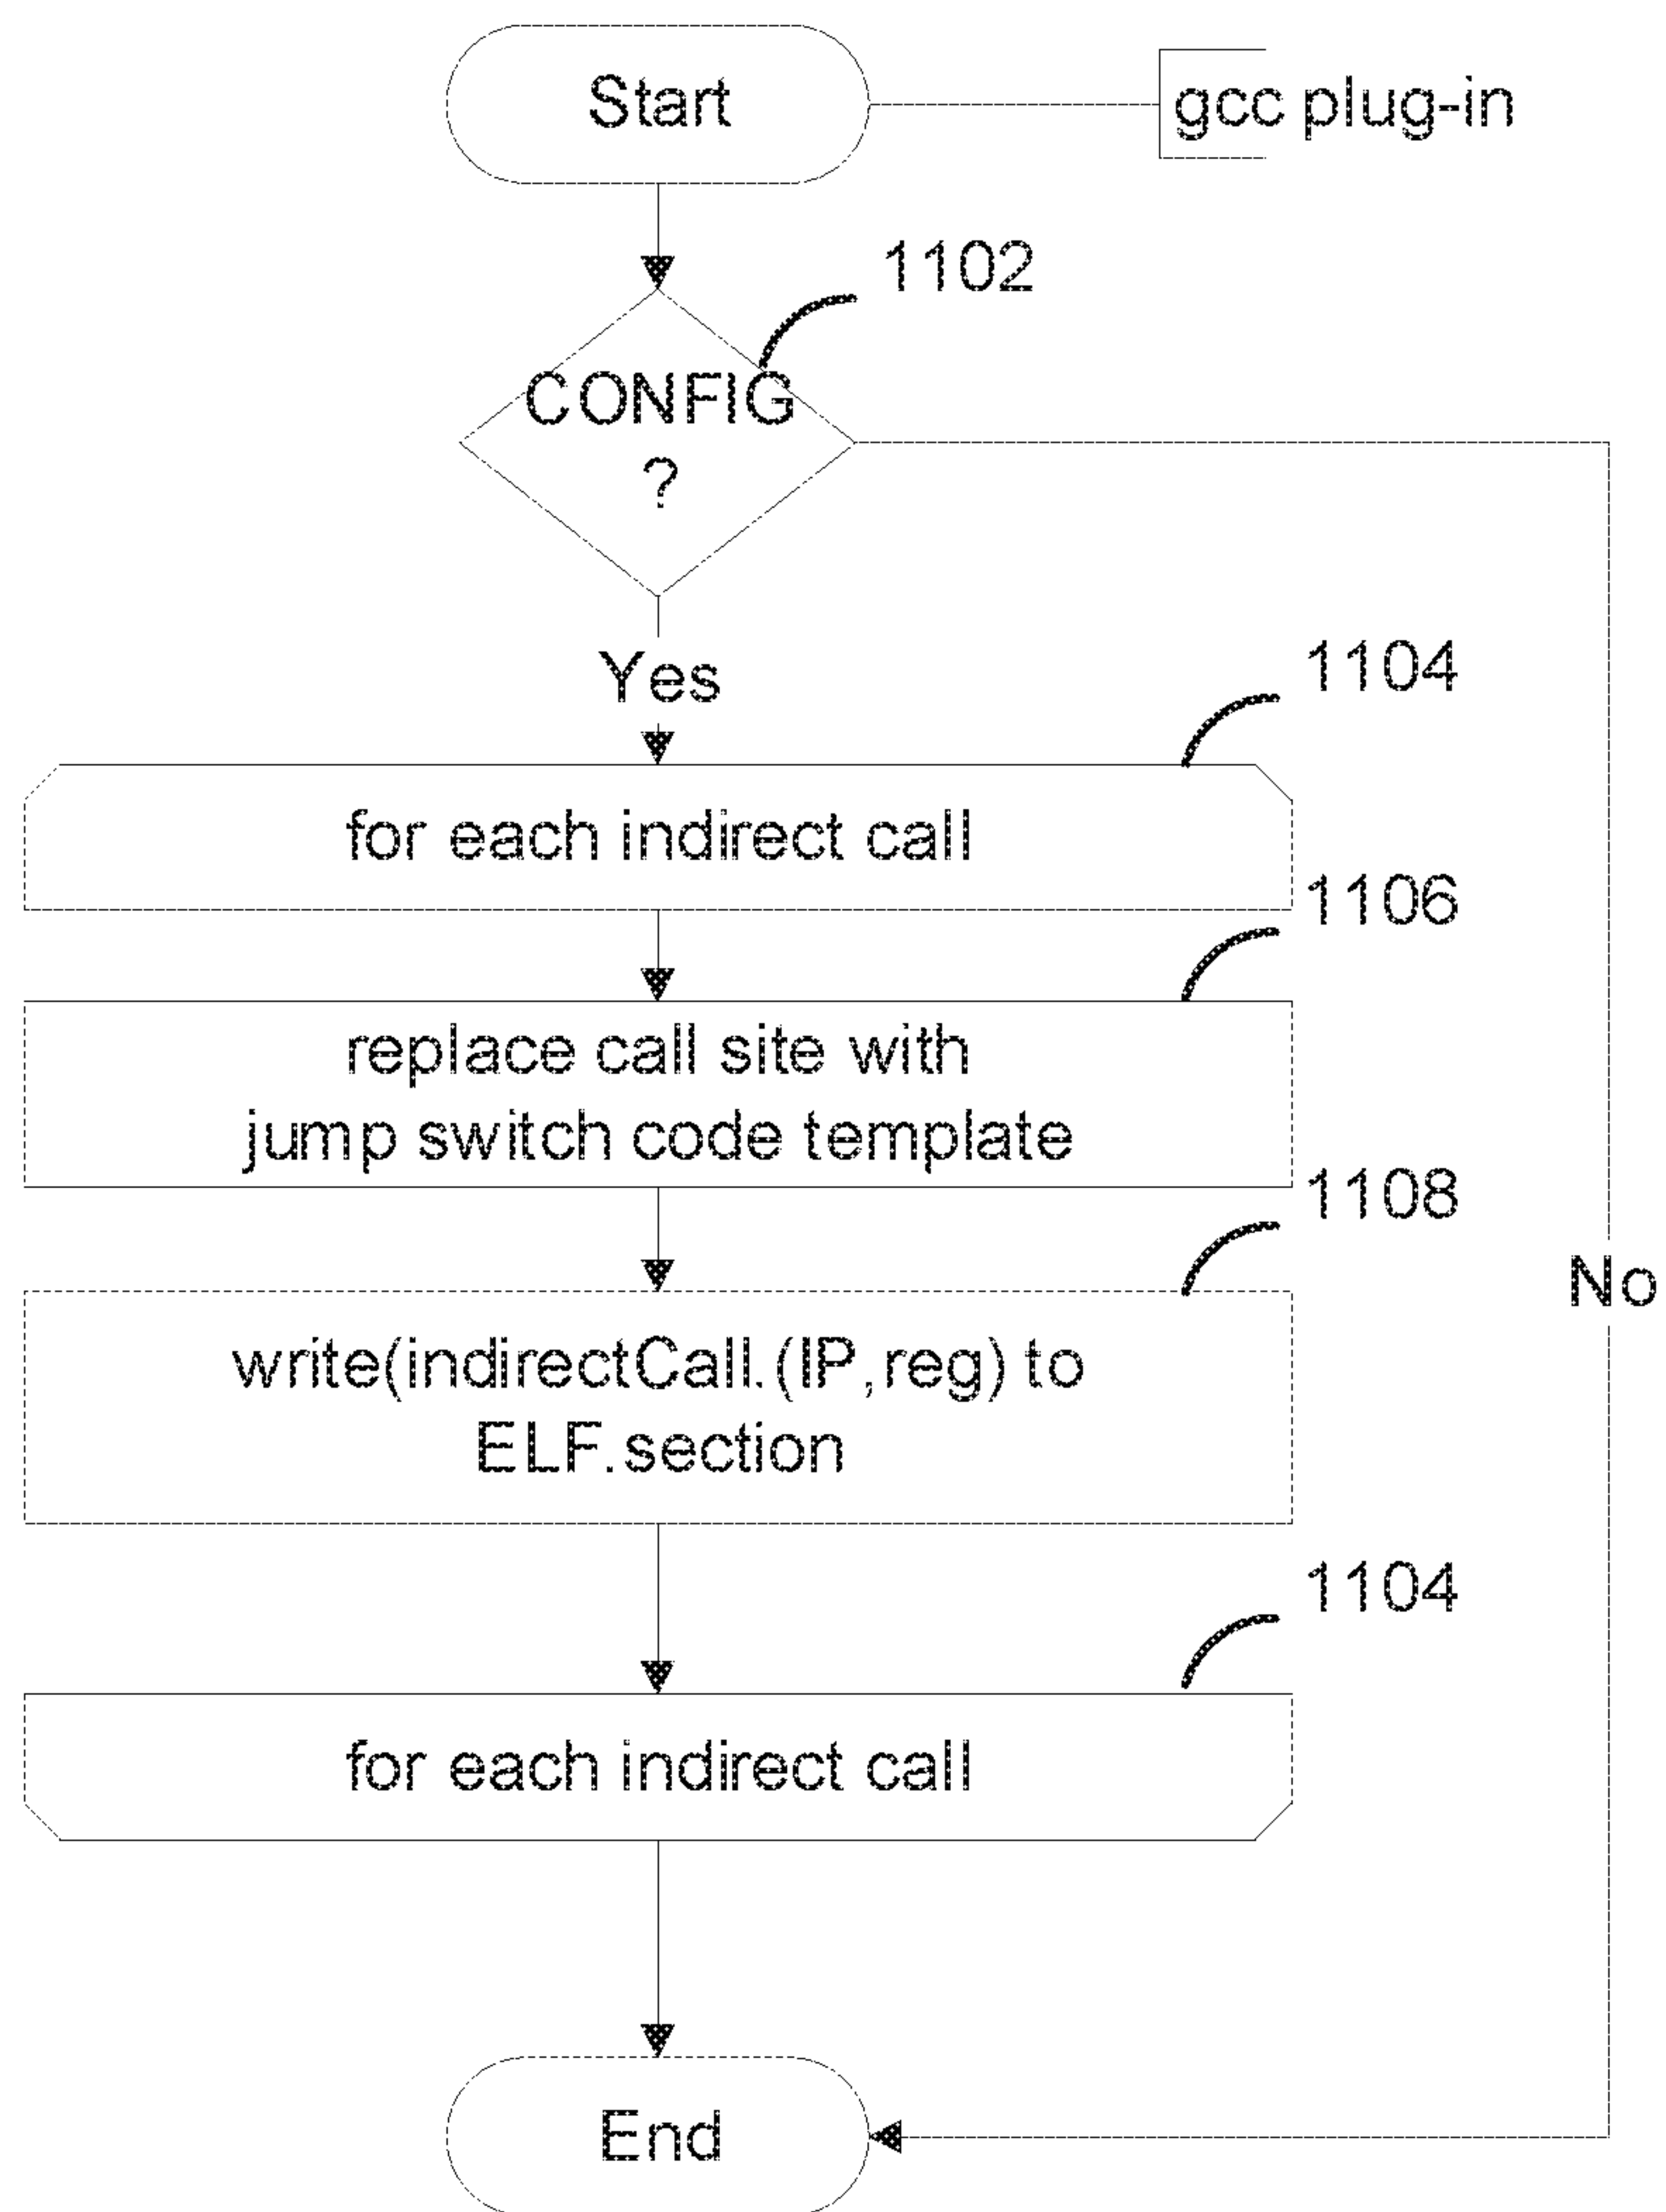 Start
gcc plug-in
1102
CONFIG
?
Yes
1104
for each indirect call
1106
replace call site with
jump switch code template
1108
No
write(indirectCall.(IP,reg) to
ELF.section
1104
for each indirect call
End